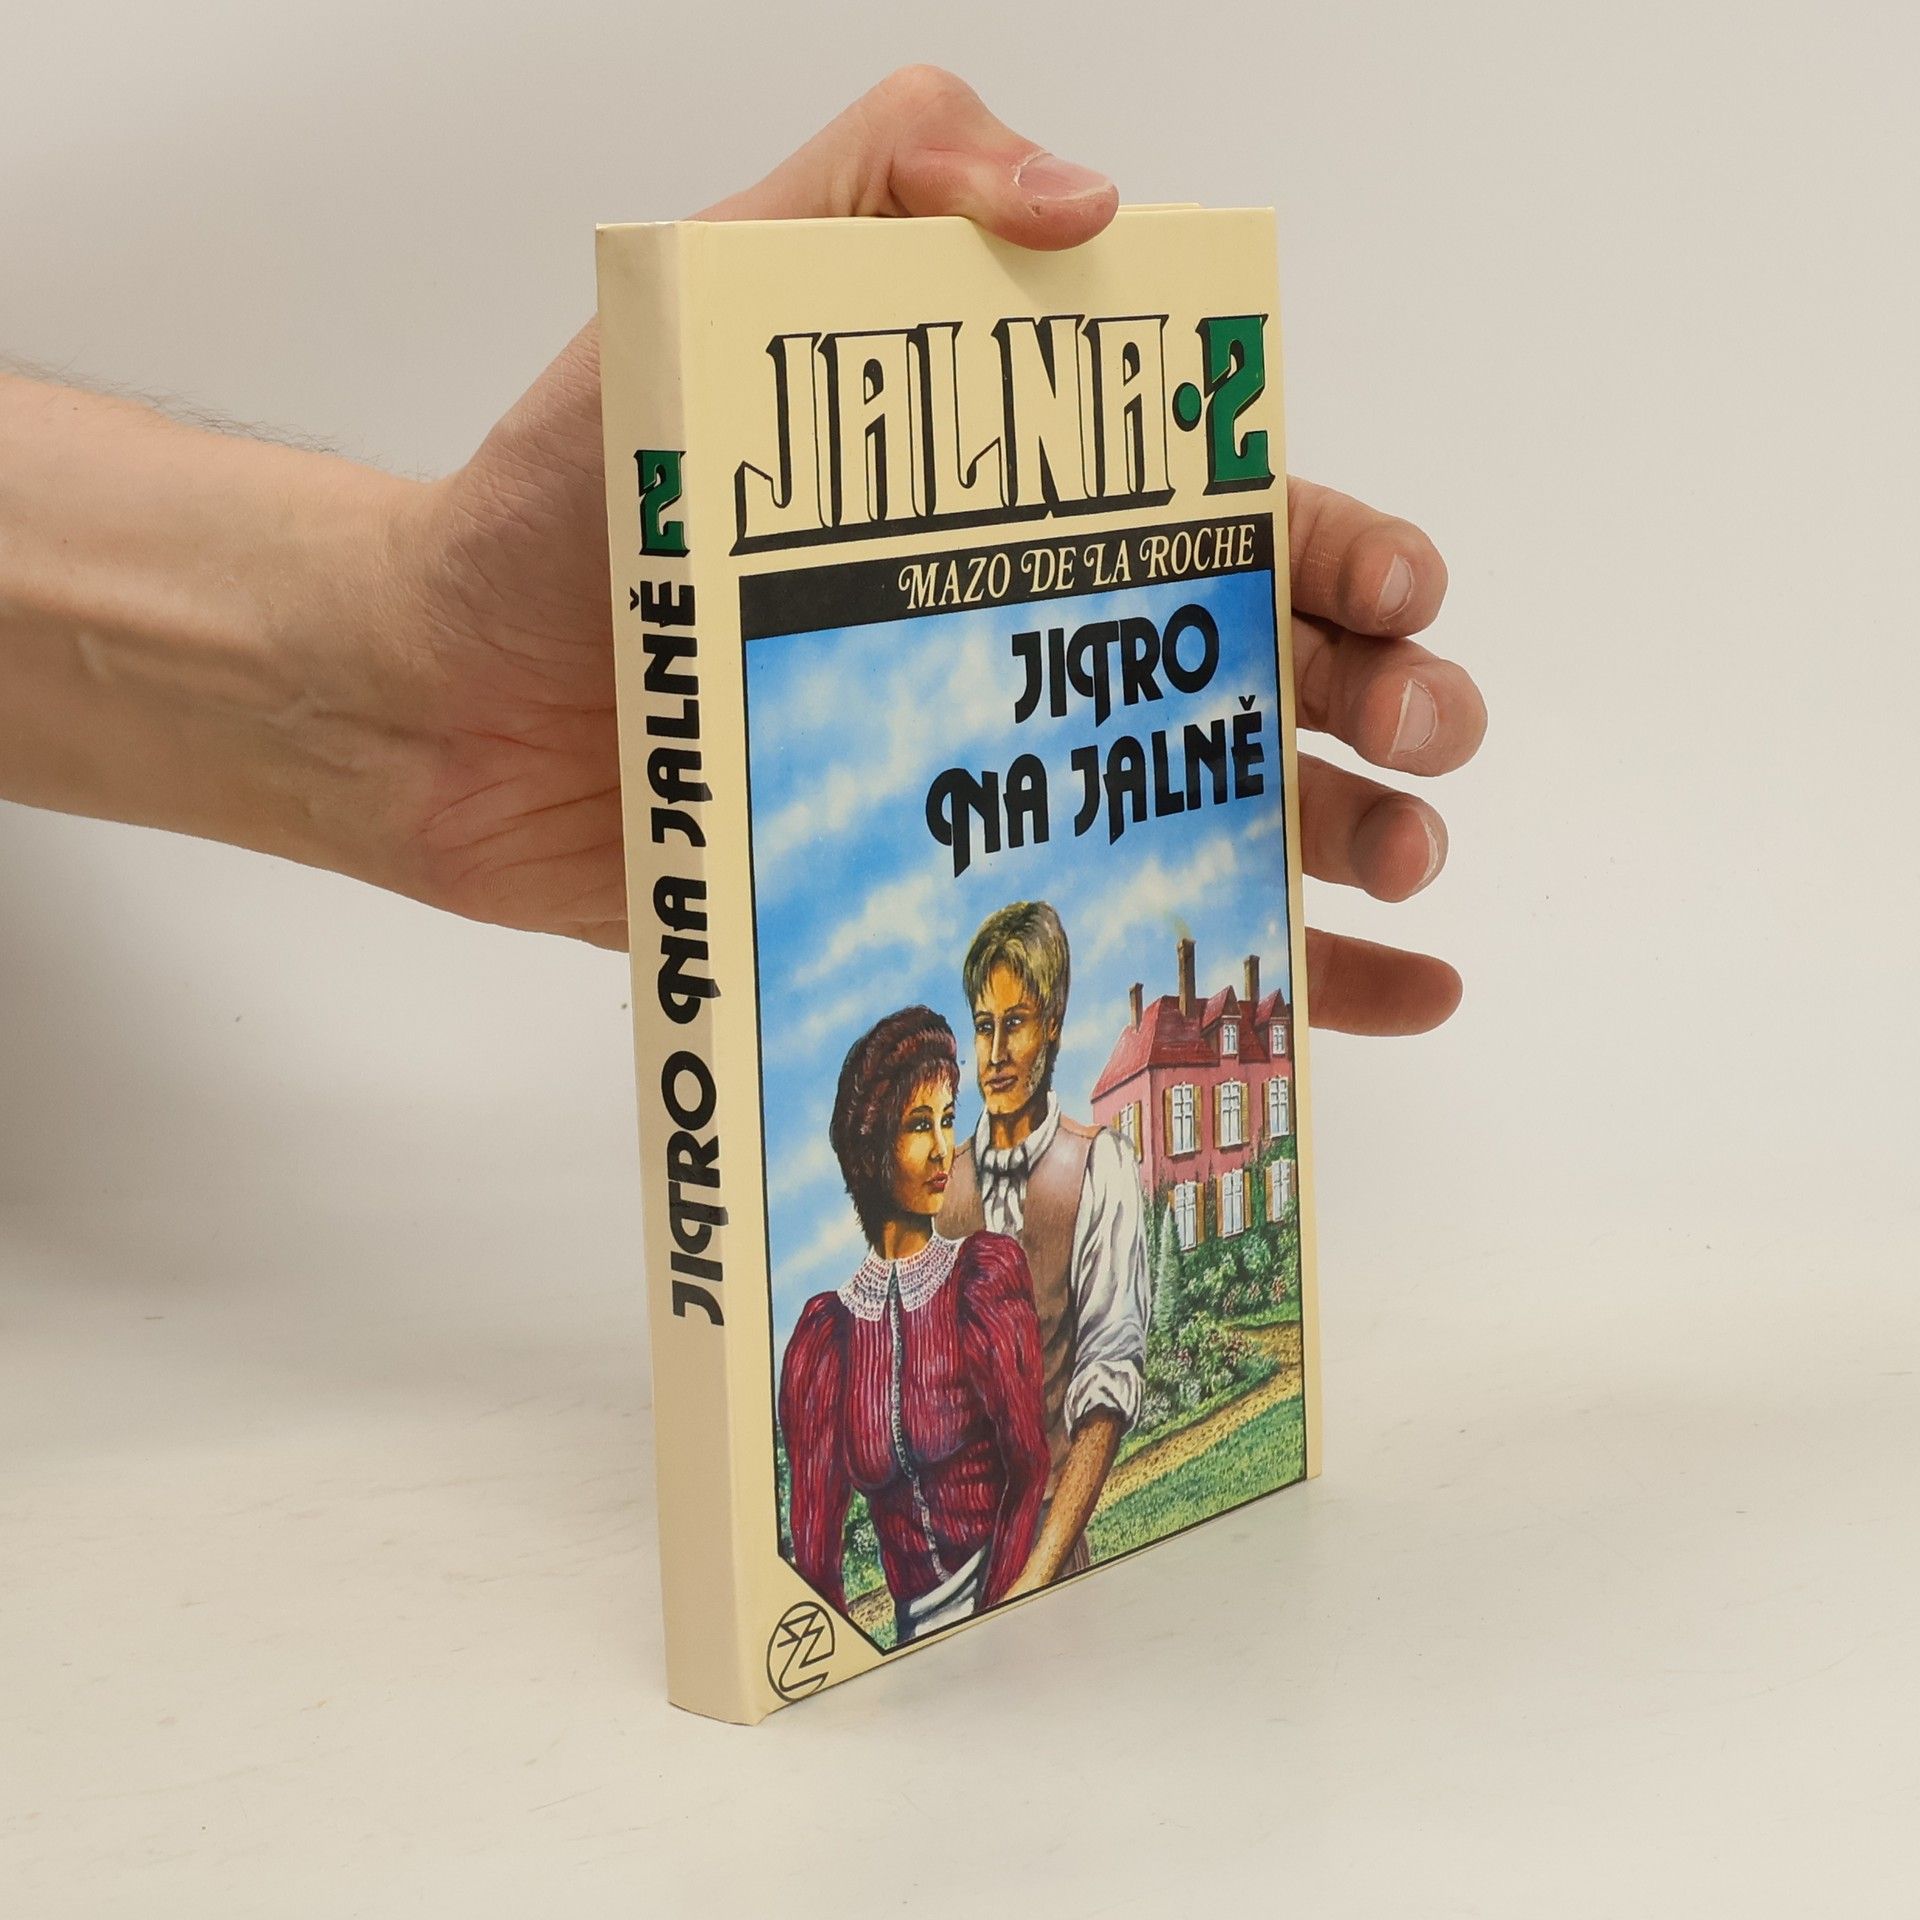 JALNA·2
MAZO DE LA ROCHE
JITRO
NA JALNĚ
JITRO NA JALNĚ 2